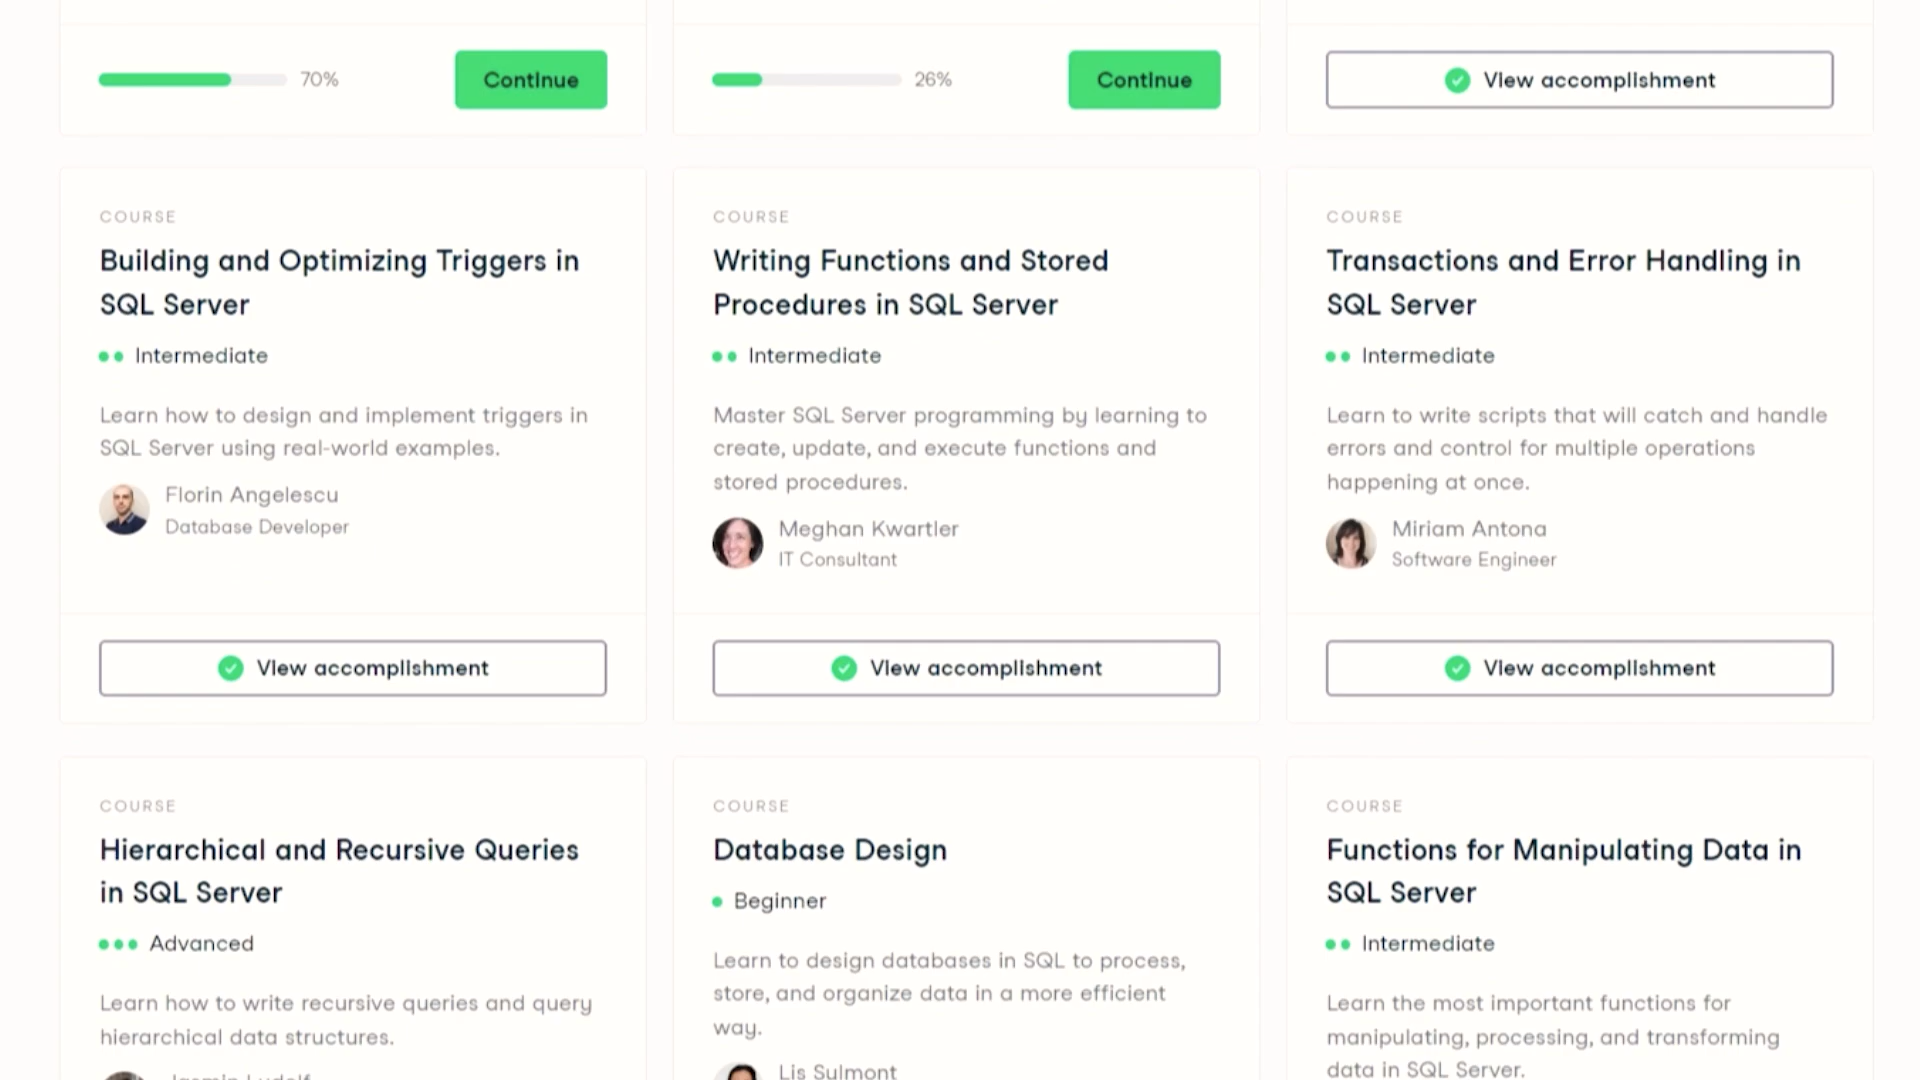 70%
Continue
26%
Continue
View accomplishment
COURSE
Building and Optimizing Triggers in
SQL Server
Intermediate
Learn how to design and implement triggers in
SQL Server using real-world examples.
Florin Angelescu
Database Developer
View accomplishment
COURSE
Writing Functions and Stored
Procedures in SQL Server
Intermediate
Master SQL Server programming by learning to
create, update, and execute functions and
stored procedures.
Meghan Kwartler
IT Consultant
View accomplishment
COURSE
Transactions and Error Handling in
SQL Server
Intermediate
Learn to write scripts that will catch and handle
errors and control for multiple operations
happening at once.
Miriam Antona
Software Engineer
View accomplishment
COURSE
Hierarchical and Recursive Queries
in SQL Server
Advanced
Learn how to write recursive queries and query
hierarchical data structures.
COURSE
Database Design
Beginner
Learn to design databases in SQL to process,
store, and organize data in a more efficient
way.
Lis Sulmont
COURSE
Functions for Manipulating Data in
SQL Server
Intermediate
Learn the most important functions for
manipulating, processing, and transforming
data in SQL Server.